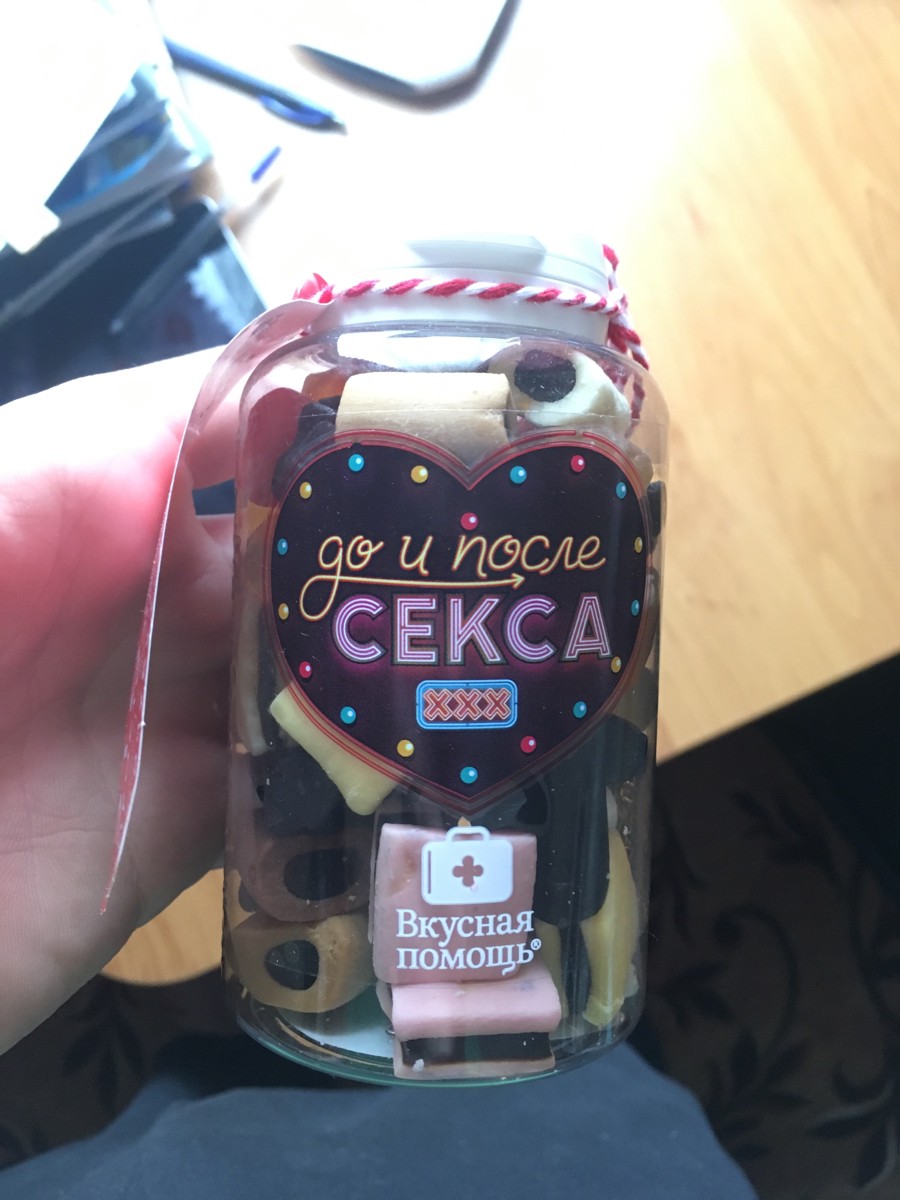 до и после
СЕКСА
XXX
Вкусная
помощь®